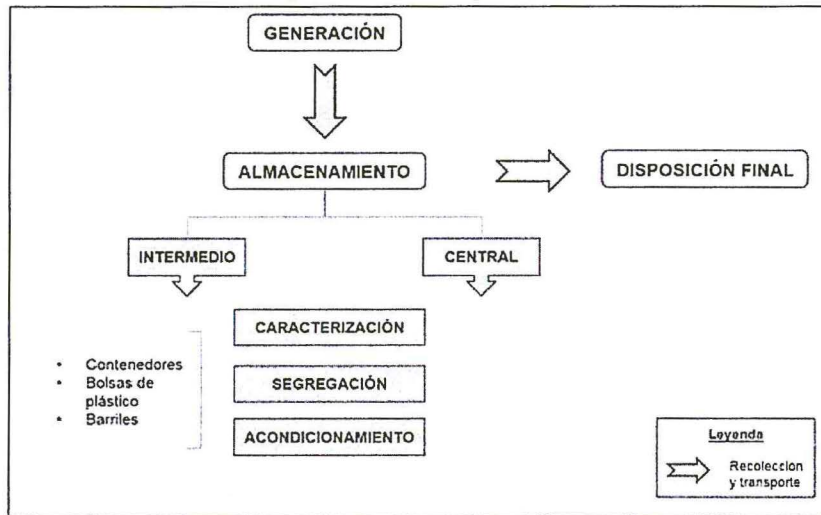 GENERACIÓN
ALMACENAMIENTO
DISPOSICIÓN FINAL
INTERMEDIO
CENTRAL
CARACTERIZACIÓN
SEGREGACIÓN
ACONDICIONAMIENTO
• Contenedores
• Bolsas de
plástico
• Barriles
Leyenda
Recoleccion
y transporte